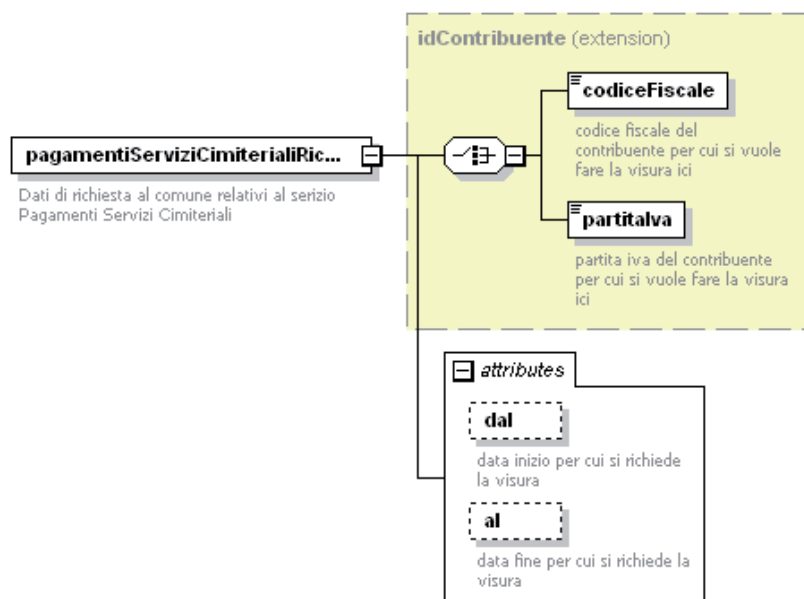 idContribuente (extension)
codiceFiscale
codice fiscale del
contribuente per cui si vuole
fare la visura ici
pagamentiServiziCimiterialiRic...
Dati di richiesta al comune relativi al serizio
Pagamenti Servizi Cimiteriali
partitaIva
partita iva del contribuente
per cui si vuole fare la visura
ici
attributes
dal
data inizio per cui si richiede
la visura
al
data fine per cui si richiede la
visura